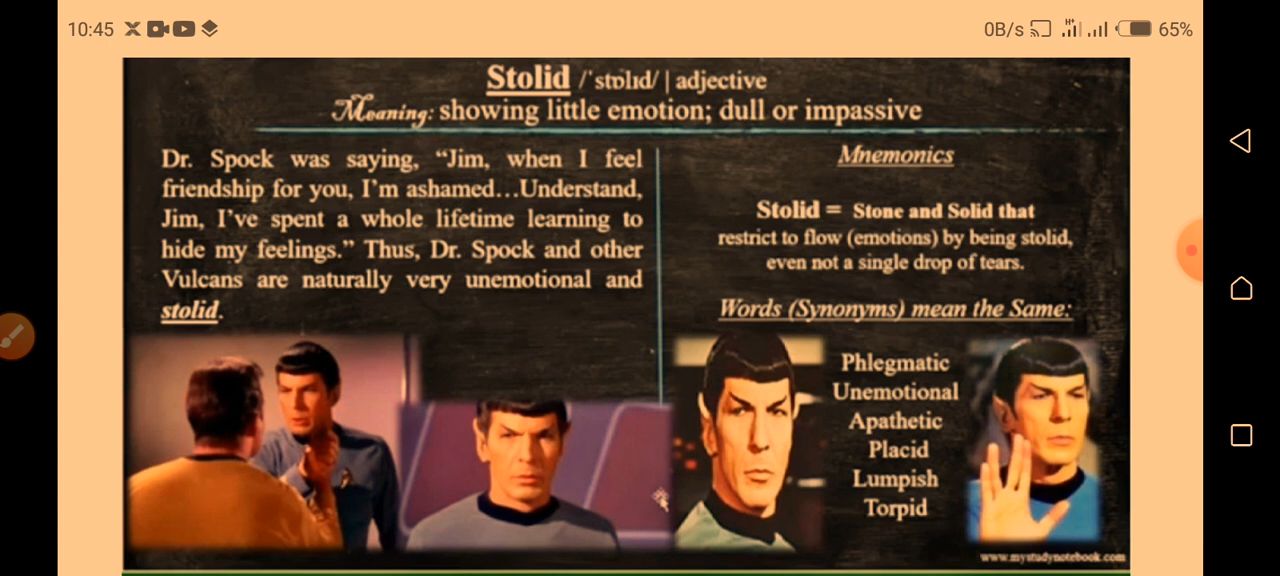 10:45
0B/s
H+
65%
Stolid /ˈstɒlɪd/ | adjective
Meaning: showing little emotion; dull or impassive
Dr. Spock was saying, “Jim, when I feel
friendship for you, I’m ashamed…Understand,
Jim, I’ve spent a whole lifetime learning to
hide my feelings.” Thus, Dr. Spock and other
Vulcans are naturally very unemotional and
stolid.
Mnemonics
Stolid = Stone and Solid that
restrict to flow (emotions) by being stolid,
even not a single drop of tears.
Words (Synonyms) mean the Same:
Phlegmatic
Unemotional
Apathetic
Placid
Lumpish
Torpid
www.mystudynotebook.com